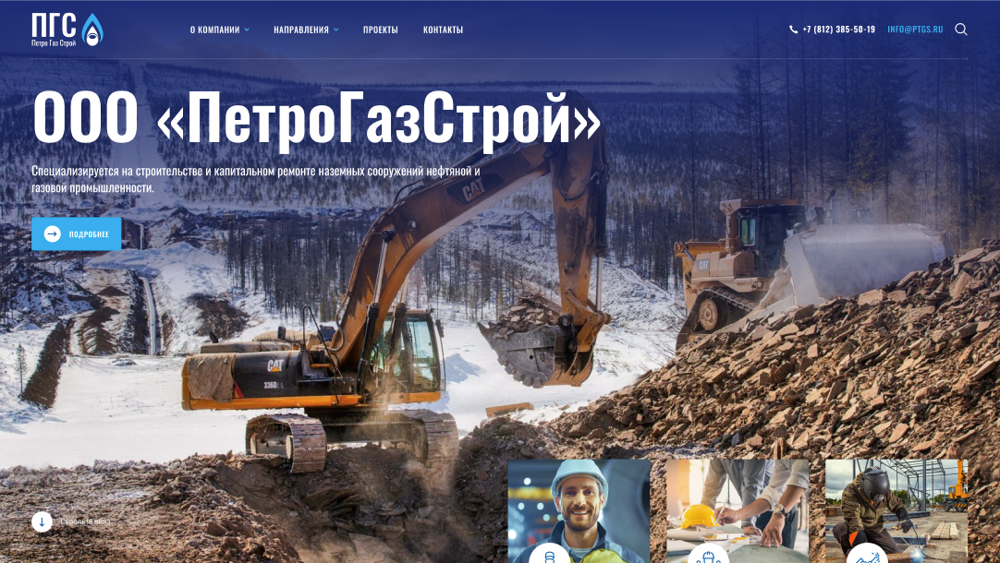 ПГС
Петро Газ Строй
О КОМПАНИИ
НАПРАВЛЕНИЯ
ПРОЕКТЫ
КОНТАКТЫ
+7 (812) 385-50-19
INFO@PTGS.RU
ООО «ПетроГазСтрой»
Специализируется на строительстве и капитальном ремонте наземных сооружений нефтяной и
газовой промышленности.
ПОДРОБНЕЕ
CAT
CAT
CAT
336D
Скрольте вниз